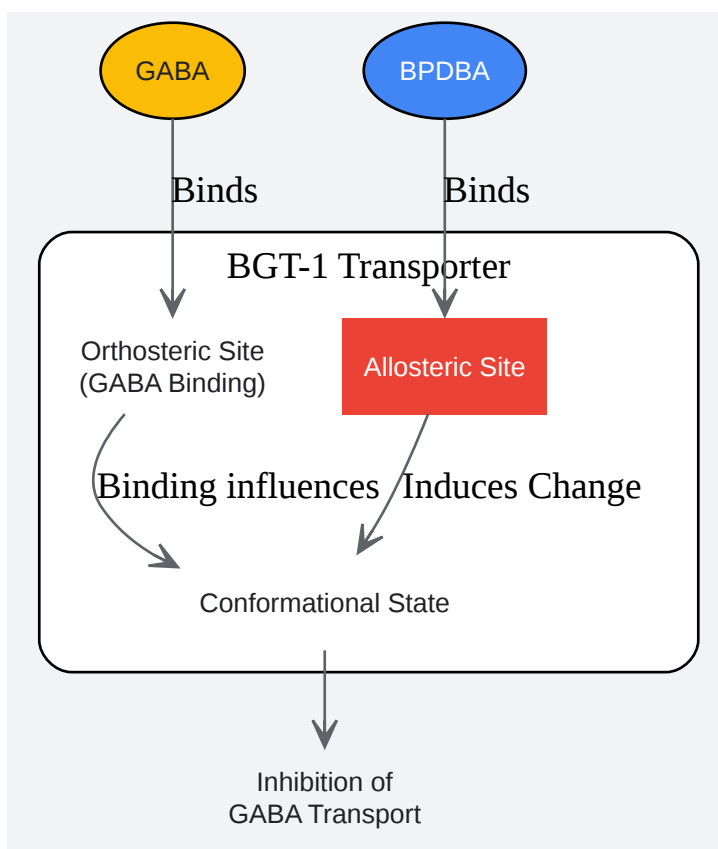 GABA
BPDBA
Binds
Binds
BGT-1 Transporter
Orthosteric Site
(GABA Binding)
Allosteric Site
Binding influences
Induces Change
Conformational State
Inhibition of
GABA Transport